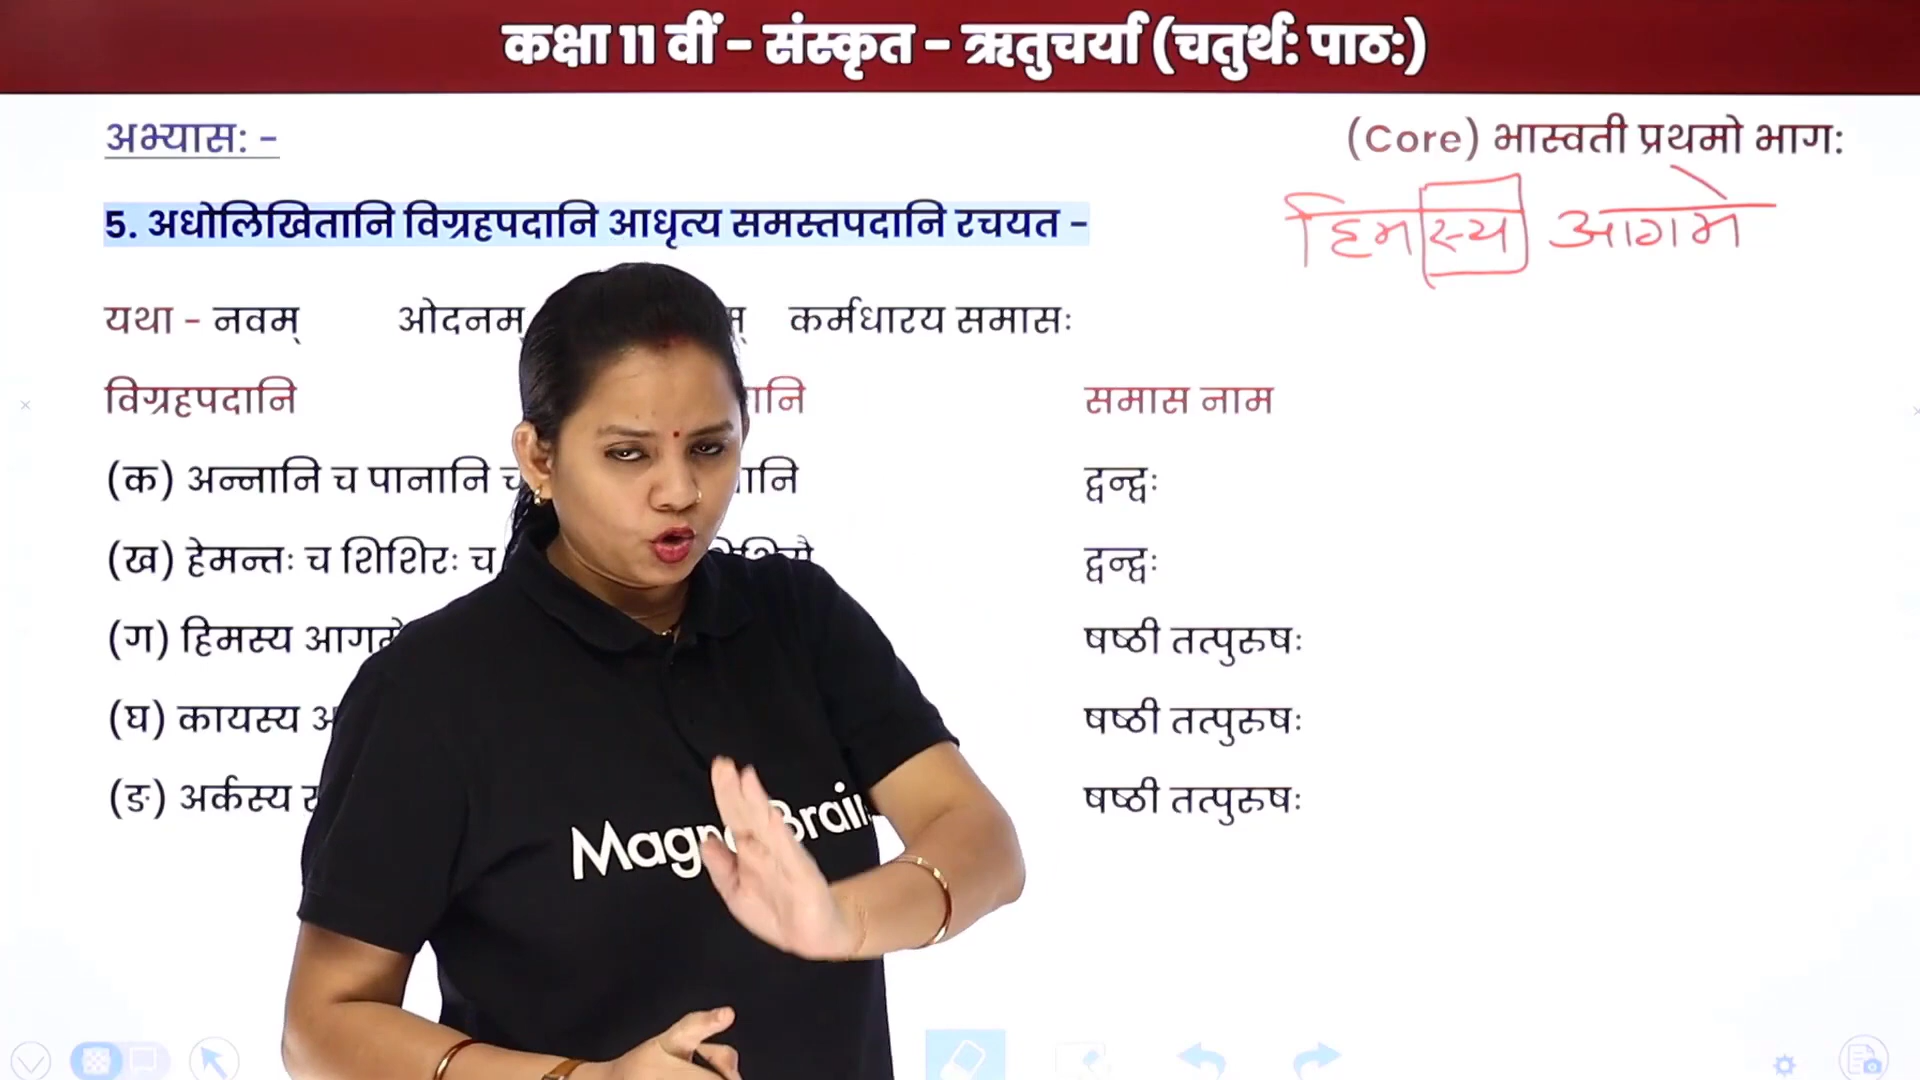 कक्षा 11 वीं - संस्कृत - ऋतुचर्या (चतुर्थ: पाठ:)
अभ्यास: -
(Core) भास्वती प्रथमो भाग:
5. अधोलिखितानि विग्रहपदानि आधृत्य समस्तपदानि रचयत -
हिमस्य आगमे
यथा - नवम् ओदनम् कर्मधारय समासः
विग्रहपदानि समास नाम
(क) अन्नानि च पानानि च द्वन्द्वः
(ख) हेमन्तः च शिशिरः च द्वन्द्वः
(ग) हिमस्य आगमे षष्ठी तत्पुरुषः
(घ) कायस्य षष्ठी तत्पुरुषः
(ङ) अर्कस्य षष्ठी तत्पुरुषः